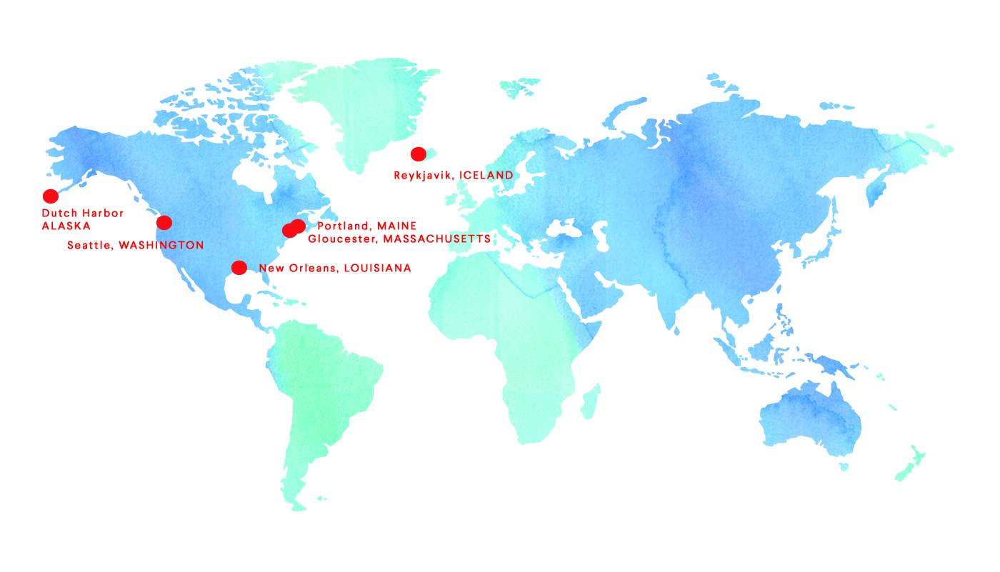 Reykjavik, ICELAND
Dutch Harbor
ALASKA
Seattle, WASHINGTON
Portland, MAINE
Gloucester, MASSACHUSETTS
New Orleans, LOUISIANA